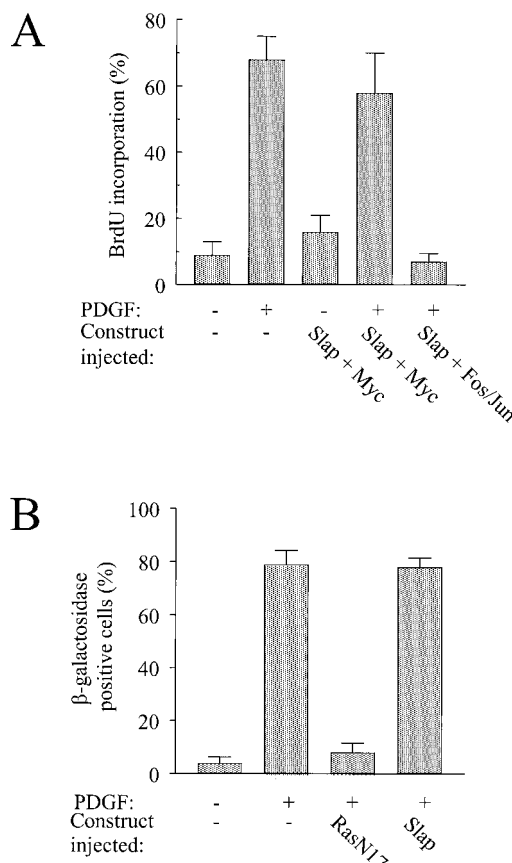 A
BrdU incorporation (%)
80
60
40
20
0
PDGF: - + - + +
Construct injected: - - Slap + Myc Slap + Myc Slap + Fos/Jun
B
β-galactosidase positive cells (%)
100
80
60
40
20
0
PDGF: - + + +
Construct injected: - - RasN17 Slap